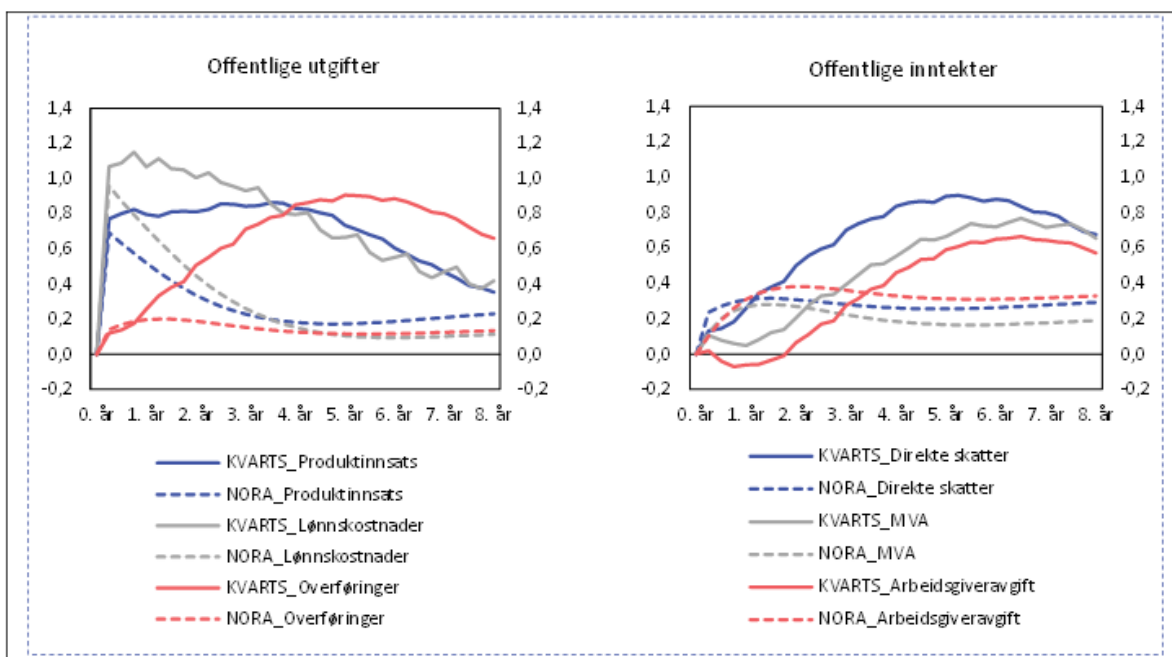 Offentlige utgifter
1,4
1,2
1,0
0,8
0,6
0,4
0,2
0,0
-0,2
1,4
1,2
1,0
0,8
0,6
0,4
0,2
0,0
-0,2
0. år 1. år 2. år 3. år 4. år 5. år 6. år 7. år 8. år
KVARTS_Produktinnsats
NORA_Produktinnsats
KVARTS_Lønnskostnader
NORA_Lønnskostnader
KVARTS_Overføringer
NORA_Overføringer
Offentlige inntekter
1,4
1,2
1,0
0,8
0,6
0,4
0,2
0,0
-0,2
1,4
1,2
1,0
0,8
0,6
0,4
0,2
0,0
-0,2
0. år 1. år 2. år 3. år 4. år 5. år 6. år 7. år 8. år
KVARTS_Direkte skatter
NORA_Direkte skatter
KVARTS_MVA
NORA_MVA
KVARTS_Arbeidsgiveravgift
NORA_Arbeidsgiveravgift